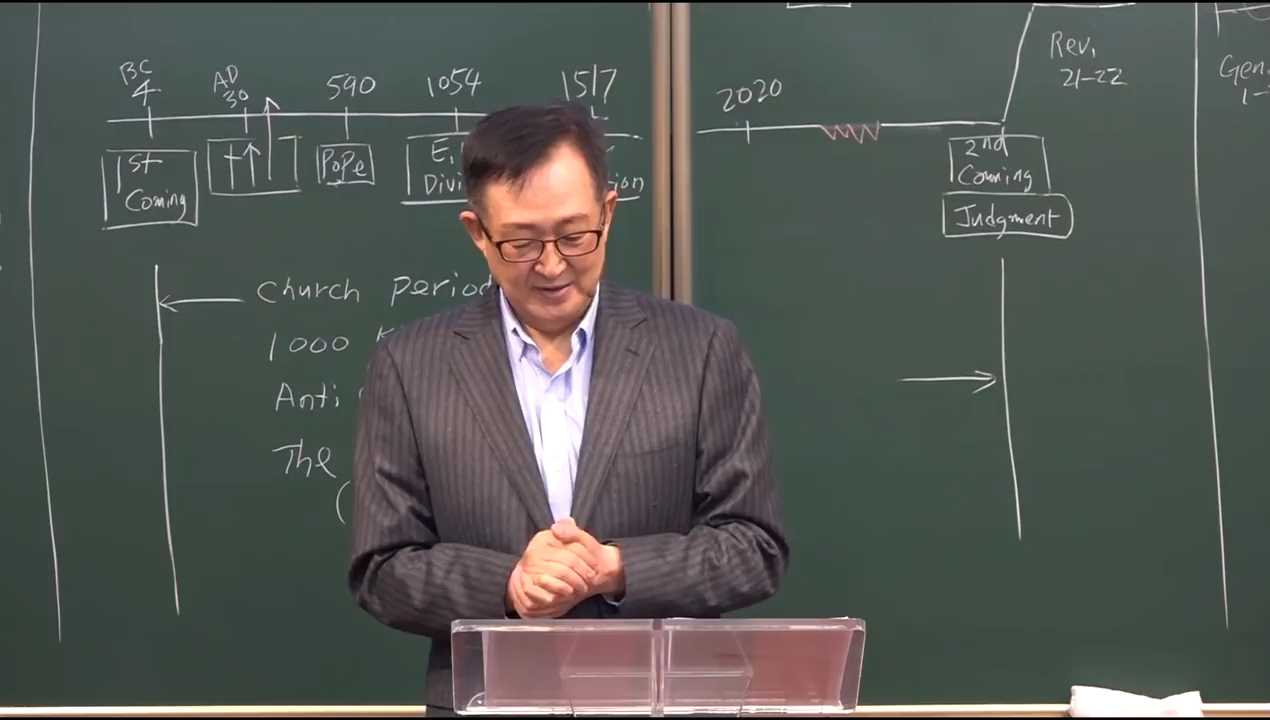 BC
4
AD
30
590
1054
1517
1st
Coming
Pope
E.
church period
1000
Anti
The
(
2020
2nd
Coming
Judgment
Rev.
21-22
Gen.